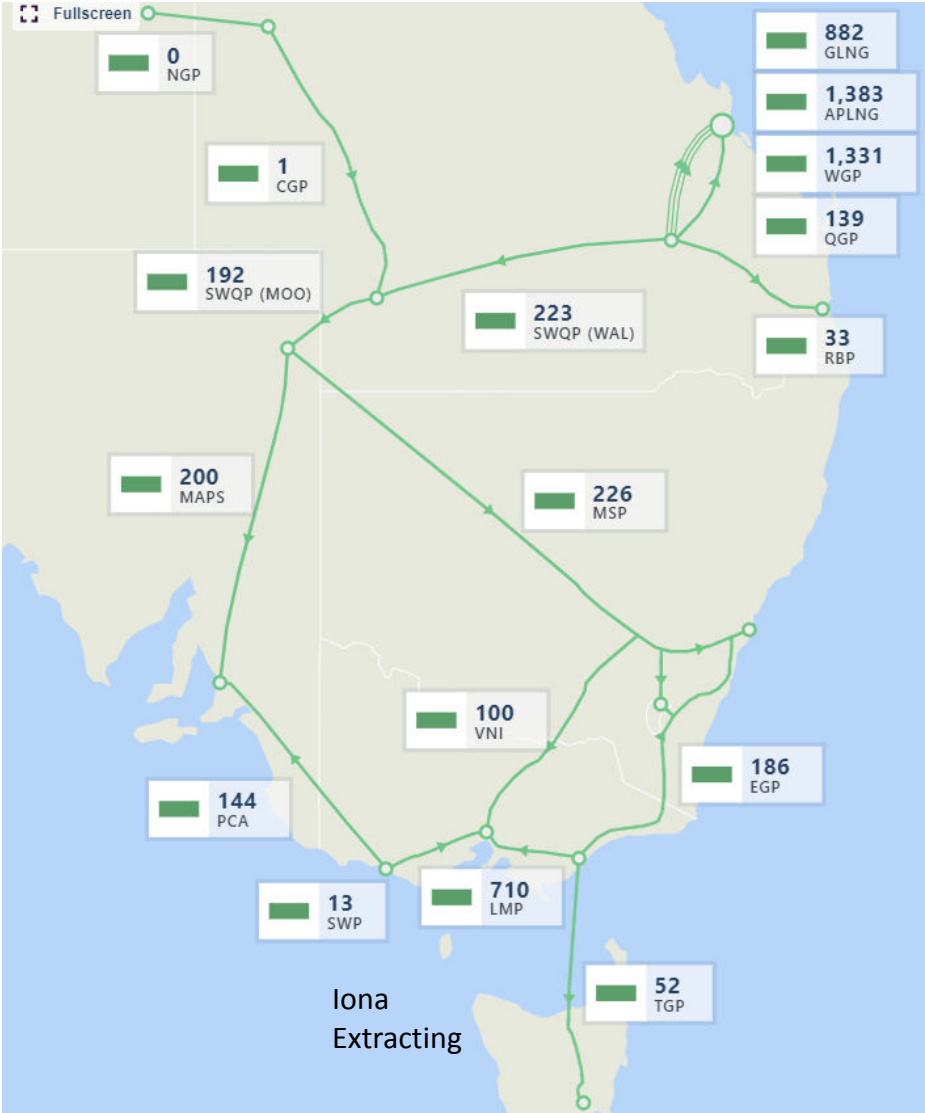 Fullscreen
0
NGP
882
GLNG
1,383
APLNG
1
CGP
1,331
WGP
139
QGP
192
SWQP (MOO)
223
SWQP (WAL)
33
RBP
200
MAPS
226
MSP
100
VNI
186
EGP
144
PCA
13
SWP
710
LMP
52
TGP
Iona
Extracting